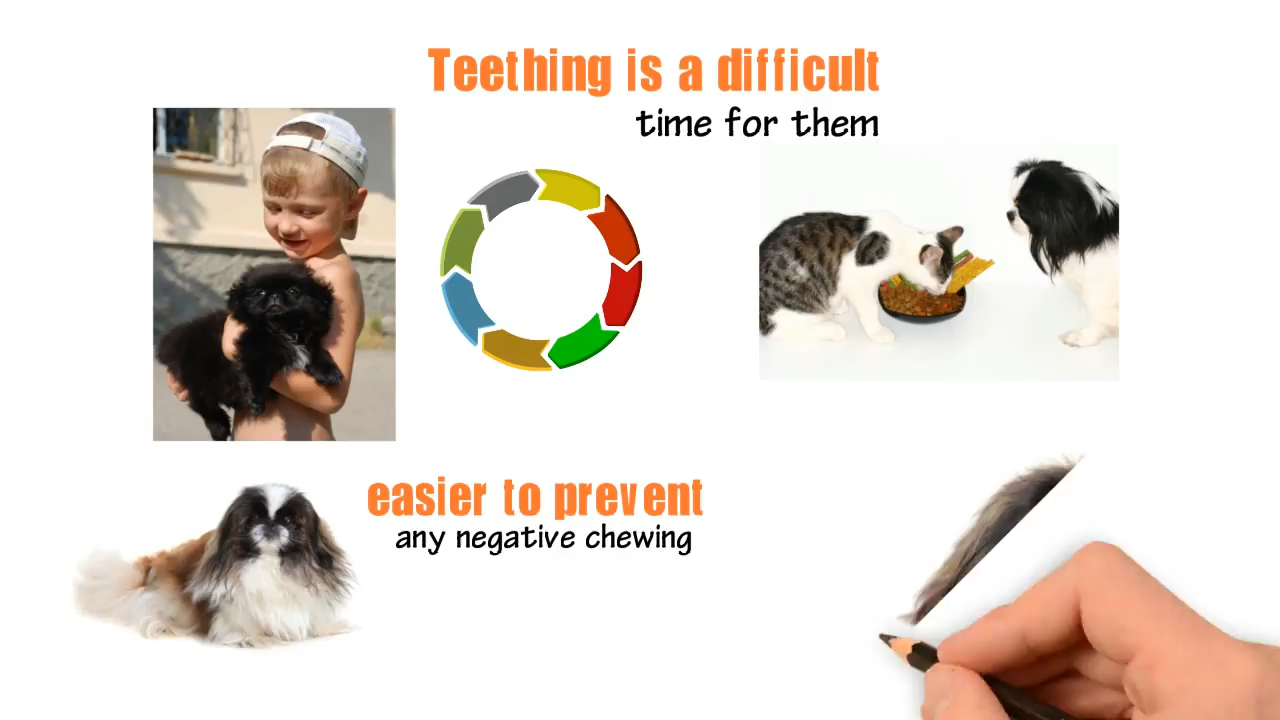 Teething is a difficult
time for them
easier to prevent
any negative chewing